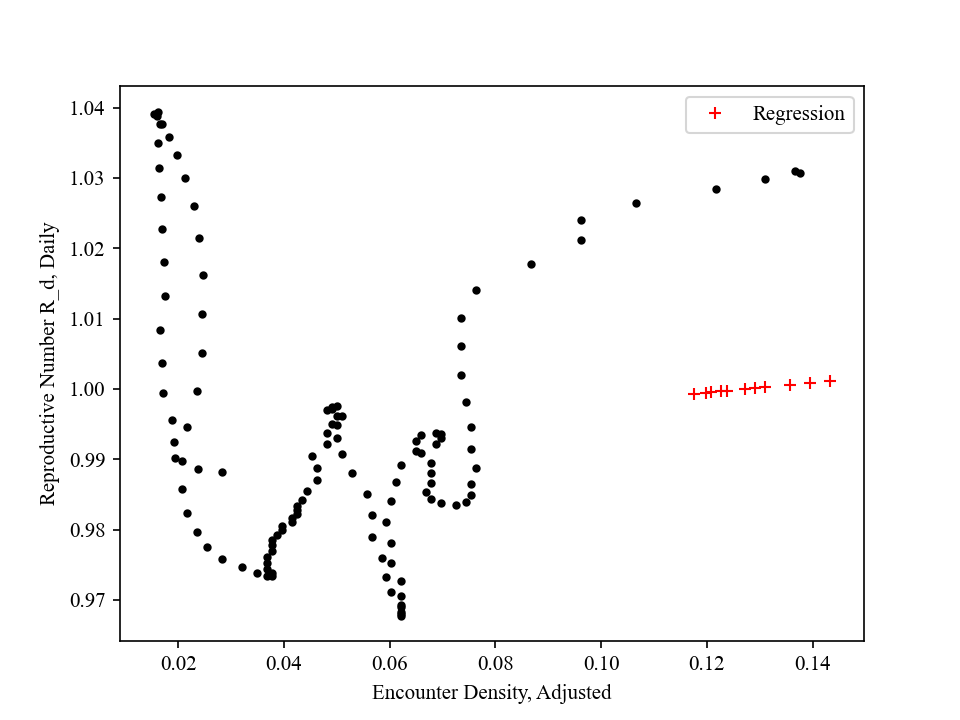 Regression
1.04
1.03
1.02
1.01
1.00
0.99
0.98
0.97
Reproductive Number R_d, Daily
0.02 0.04 0.06 0.08 0.10 0.12 0.14
Encounter Density, Adjusted